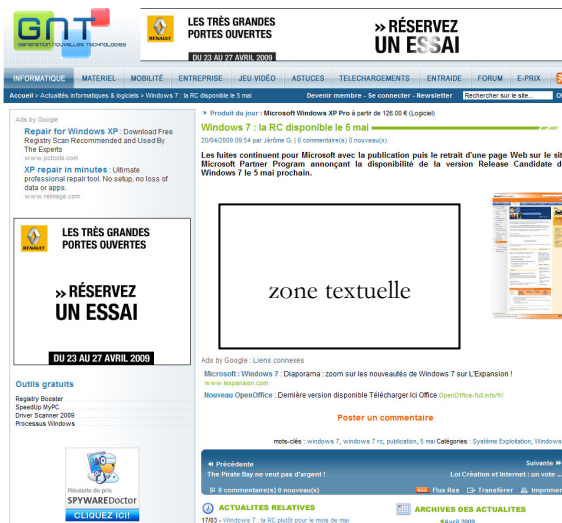 GNT
GENERATION NOUVELLES TECHNOLOGIES
RENAULT
LES TRÈS GRANDES
PORTES OUVERTES
DU 23 AU 27 AVRIL 2009
>> RÉSERVEZ
UN ESSAI
INFORMATIQUE MATERIEL MOBILITÉ ENTREPRISE JEU VIDÉO ASTUCES TELECHARGEMENTS ENTRAIDE FORUM E-PRIX
Accueil > Actualités informatiques & logiciels > Windows 7 : la RC disponible le 5 mai
Devenir membre - Se connecter - Newsletter
Rechercher sur le site...
Ads by Google
Repair for Windows XP : Download Free
Registry Scan Recommended and Used By
The Experts
www.pctools.com
XP repair in minutes : Ultimate
professional repair tool. No setup, no loss of
data or apps.
www.reimage.com
RENAULT
LES TRÈS GRANDES
PORTES OUVERTES
>> RÉSERVEZ
UN ESSAI
DU 23 AU 27 AVRIL 2009
Outils gratuits
Registry Booster
SpeedUp MyPC
Driver Scanner 2009
Processus Windows
Réussite de prix
SPYWAREDoctor
CLIQUEZ ICI!
Produit du jour : Microsoft Windows XP Pro à partir de 126.00 € (Logiciel)
Windows 7 : la RC disponible le 5 mai
20/04/2009 09:54 par Jérôme G. | 0 commentaire(s) 0 nouveau(x)
Les fuites continuent pour Microsoft avec la publication puis le retrait d'une page Web sur le sit
Microsoft Partner Program annonçant la disponibilité de la version Release Candidate d
Windows 7 le 5 mai prochain.
zone textuelle
Ads by Google : Liens connexes
Microsoft : Windows 7 : Diaporama : zoom sur les nouveautés de Windows 7 sur L'Expansion !
www.lexpansion.com
Nouveau OpenOffice : Dernière version disponible Télécharger Ici Office OpenOffice-full.info/fr/
Poster un commentaire
mots-clés : windows 7, windows 7 rc, publication, 5 mai Catégories : Système Exploitation, Windows
Précédente
The Pirate Bay ne veut pas d'argent !
Suivante
Loi Création et Internet : un vote ...
0 commentaire(s) 0 nouveau(x)
RSS Flux Rss Transférer Imprimer
ACTUALITES RELATIVES
17/03 - Windows 7 : la RC plutôt pour le mois de mai
ARCHIVES DES ACTUALITES
Avril 2009